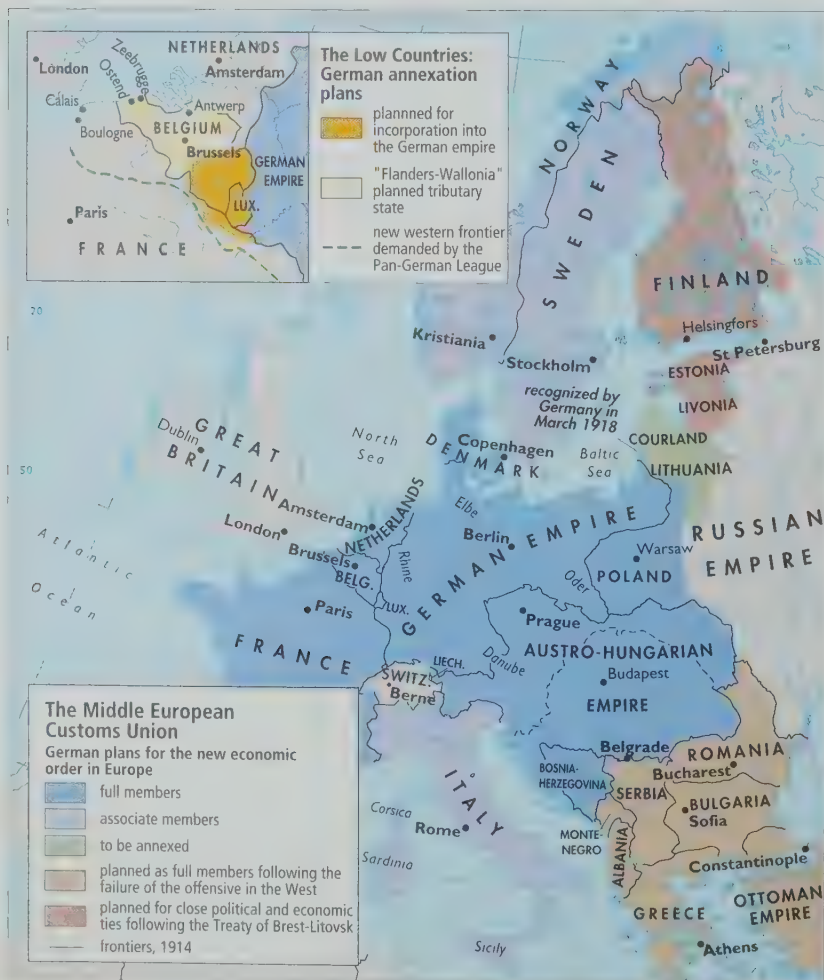 NETHERLANDS
London
Zeebrugge
Ostend
Amsterdam
Calais
Antwerp
Boulogne
BELGIUM
Brussels
GERMAN
EMPIRE
LUX.
Paris
FRANCE
The Low Countries:
German annexation
plans
plannned for
incorporation into
the German empire
"Flanders-Wallonia"
planned tributary
state
new western frontier
demanded by the
Pan-German League
NORWAY
SWEDEN
FINLAND
Kristiania
Helsingfors
St Petersburg
Stockholm
ESTONIA
recognized by
Germany in
March 1918
LIVONIA
COURLAND
LITHUANIA
GREAT
BRITAIN
Dublin
North
Sea
DENMARK
Copenhagen
Baltic
Sea
50
Amsterdam
NETHERLANDS
London
Brussels
BELG.
Elbe
Berlin
GERMAN EMPIRE
Rhine
Oder
Warsaw
POLAND
RUSSIAN
EMPIRE
Atlantic
Ocean
Paris
LUX.
Prague
FRANCE
LIECH.
Danube
AUSTRO-HUNGARIAN
EMPIRE
Budapest
SWITZ.
Berne
The Middle European
Customs Union
German plans for the new economic
order in Europe
full members
associate members
to be annexed
planned as full members following the
failure of the offensive in the West
planned for close political and economic
ties following the Treaty of Brest-Litovsk
frontiers, 1914
ITALY
Corsica
Rome
Sardinia
Sicily
Belgrade
ROMANIA
Bucharest
BOSNIA-
HERZEGOVINA
SERBIA
BULGARIA
Sofia
MONTE-
NEGRO
ALBANIA
Constantinople
GREECE
OTTOMAN
EMPIRE
Athens